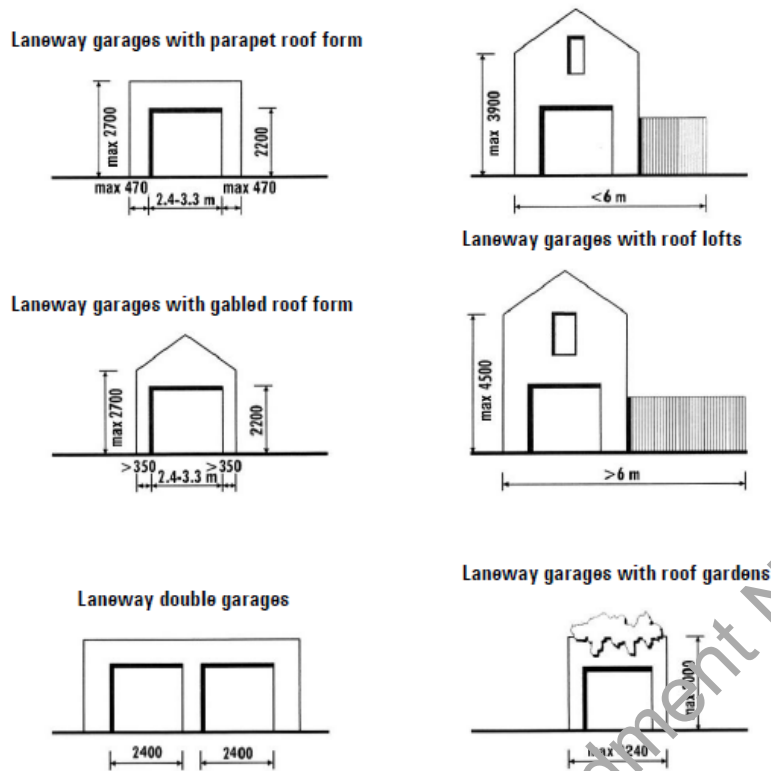 Laneway garages with parapet roof form
max 2700
2200
max 470
2.4-3.3 m
max 470
max 3900
<6 m
Laneway garages with roof lofts
Laneway garages with gabled roof form
max 2700
2200
>350
2.4-3.3 m
>350
max 4500
>6 m
Laneway double garages
2400
2400
Laneway garages with roof gardens
max
max